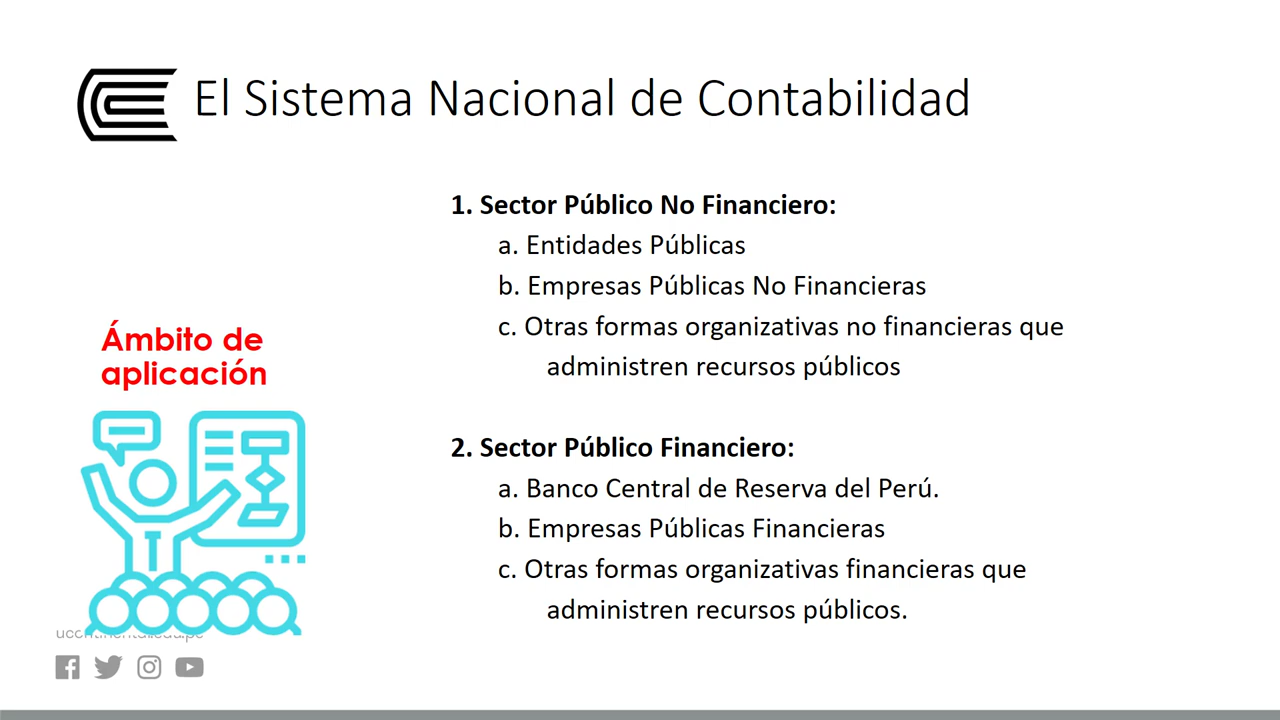 El Sistema Nacional de Contabilidad
1. Sector Público No Financiero:
a. Entidades Públicas
b. Empresas Públicas No Financieras
c. Otras formas organizativas no financieras que
administren recursos públicos
Ámbito de
aplicación
2. Sector Público Financiero:
a. Banco Central de Reserva del Perú.
b. Empresas Públicas Financieras
c. Otras formas organizativas financieras que
administren recursos públicos.